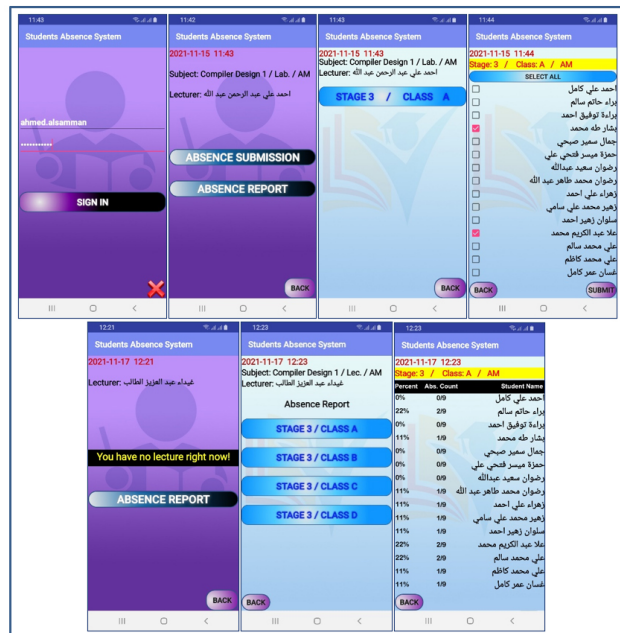 11:43
Students Absence System
ahmed.alsamman
SIGN IN
11:42
Students Absence System
2021-11-15 11:43
Subject: Compiler Design 1 / Lab. / AM
Lecturer: احمد علي عبد الرحمن عبد الله
ABSENCE SUBMISSION
ABSENCE REPORT
BACK
11:43
Students Absence System
2021-11-15 11:43
Subject: Compiler Design 1 / Lab. / AM
Lecturer: احمد علي عبد الرحمن عبد الله
STAGE 3 / CLASS A
BACK
11:44
Students Absence System
2021-11-15 11:44
Stage: 3 / Class: A / AM
SELECT ALL
احمد علي كامل
براء حاتم سالم
براءة توفيق احمد
بشار طه محمد
جمال سمير صبحي
حمزة ميسر فتحي علي
رضوان سعيد عبدالله
رضوان محمد طاهر عبد الله
زهراء علي احمد
زهير محمد علي سامي
سلوان زهير احمد
علا عبد الكريم محمد
علي محمد سالم
علي محمد كاظم
غسان عمر كامل
BACK SUBMIT
12:21
Students Absence System
2021-11-17 12:21
Lecturer: غيداء عبد العزيز الطالب
You have no lecture right now!
ABSENCE REPORT
BACK
12:23
Students Absence System
2021-11-17 12:23
Subject: Compiler Design 1 / Lec. / AM
Lecturer: غيداء عبد العزيز الطالب
Absence Report
STAGE 3 / CLASS A
STAGE 3 / CLASS B
STAGE 3 / CLASS C
STAGE 3 / CLASS D
BACK
12:23
Students Absence System
2021-11-17 12:23
Stage: 3 / Class: A / AM
Percent Abs. Count Student Name
0% 0/9 احمد علي كامل
22% 2/9 براء حاتم سالم
0% 0/9 براءة توفيق احمد
11% 1/9 بشار طه محمد
0% 0/9 جمال سمير صبحي
0% 0/9 حمزة ميسر فتحي علي
0% 0/9 رضوان سعيد عبدالله
11% 1/9 رضوان محمد طاهر عبد الله
11% 1/9 زهراء علي احمد
11% 1/9 زهير محمد علي سامي
11% 1/9 سلوان زهير احمد
22% 2/9 علا عبد الكريم محمد
22% 2/9 علي محمد سالم
11% 1/9 علي محمد كاظم
11% 1/9 غسان عمر كامل
BACK